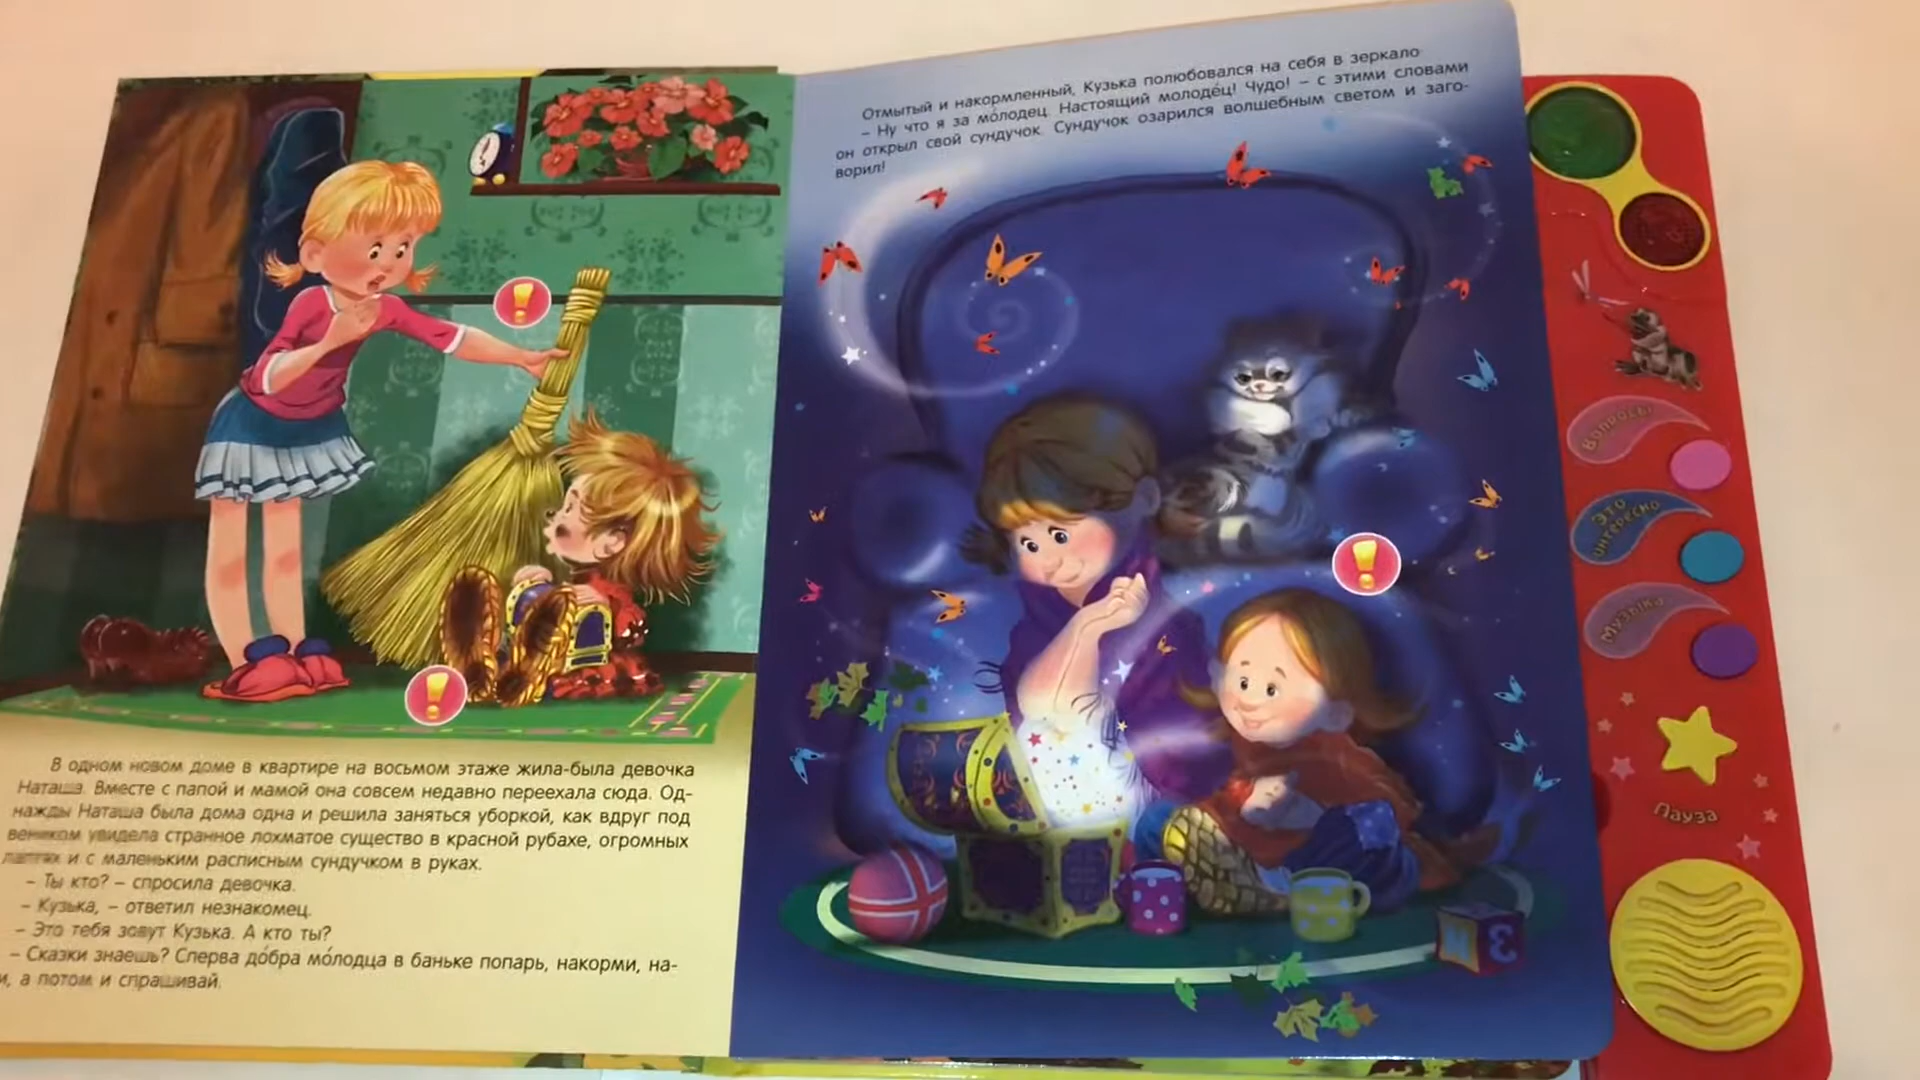 В одном новом доме в квартире на восьмом этаже жила-была девочка
Наташа. Вместе с папой и мамой она совсем недавно переехала сюда. Од-
нажды Наташа была дома одна и решила заняться уборкой, как вдруг под
веником увидела странное лохматое существо в красной рубахе, огромных
лаптях и с маленьким расписным сундучком в руках.
– Ты кто? – спросила девочка.
– Кузька, – ответил незнакомец.
– Это тебя зовут Кузька. А кто ты?
– Сказки знаешь? Сперва до́бра мо́лодца в баньке попарь, накорми, на-
и, а потом и спрашивай.
Отмытый и накормленный, Кузька полюбовался на себя в зеркало
– Ну что я за мо́лодец. Настоящий молоде́ц! Чудо! – с этими словами
он открыл свой сундучок. Сундучок озарился волшебным светом и заго-
ворил!
И З
Вопросы
Это
интересно
Музыка
Пауза